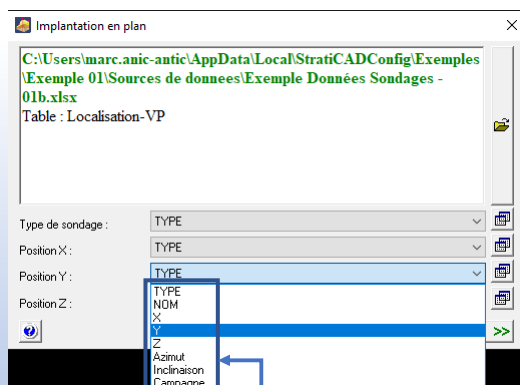 Implantation en plan
C:\Users\marc.anic-antic\AppData\Local\StratiCADConfig\Exemples
\Exemple 01\Sources de donnees\Exemple Données Sondages -
01b.xlsx
Table : Localisation-VP
Type de sondage : TYPE
Position X : TYPE
Position Y : TYPE
TYPE
NOM
Position Z :
X
Y
Z
>>
Azimut
Inclinaison
Campagne